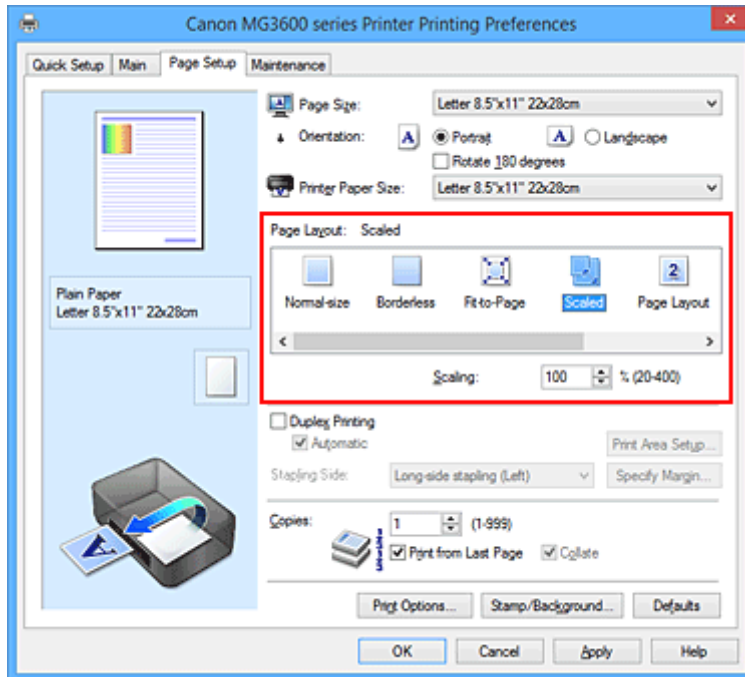 Canon MG3600 series Printer Printing Preferences
Quick Setup Main Page Setup Maintenance
Page Size: Letter 8.5"x11" 22x28cm
Orientation: A Portrait A Landscape
Rotate 180 degrees
Printer Paper Size: Letter 8.5"x11" 22x28cm
Page Layout: Scaled
Normal-size Borderless Fit-to-Page Scaled Page Layout
Scaling: 100 % (20-400)
Plain Paper
Letter 8.5"x11" 22x28cm
Duplex Printing
Automatic Print Area Setup...
Stapling Side: Long-side stapling (Left) Specify Margin...
Copies: 1 (1-999)
Print from Last Page Collate
Print Options... Stamp/Background... Defaults
OK Cancel Apply Help